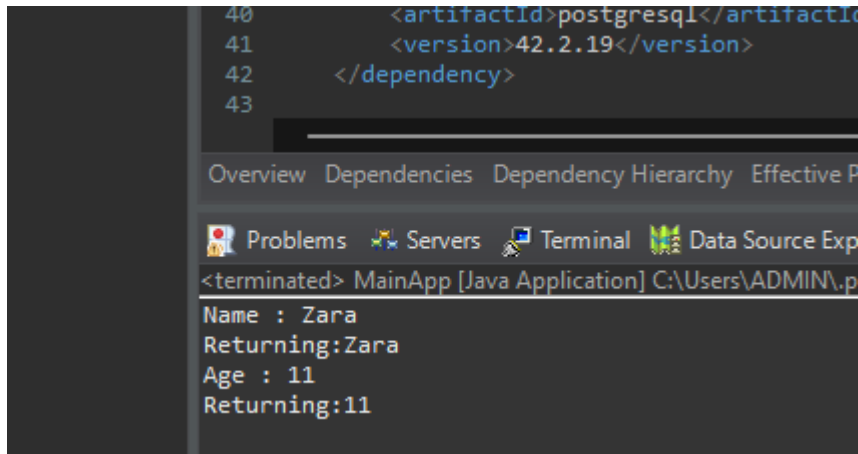 40 <artifactId>postgresql</artifactId
41 <version>42.2.19</version>
42 </dependency>
43
Overview Dependencies Dependency Hierarchy Effective P
Problems Servers Terminal Data Source Exp
<terminated> MainApp [Java Application] C:\Users\ADMIN\.p
Name : Zara
Returning:Zara
Age : 11
Returning:11